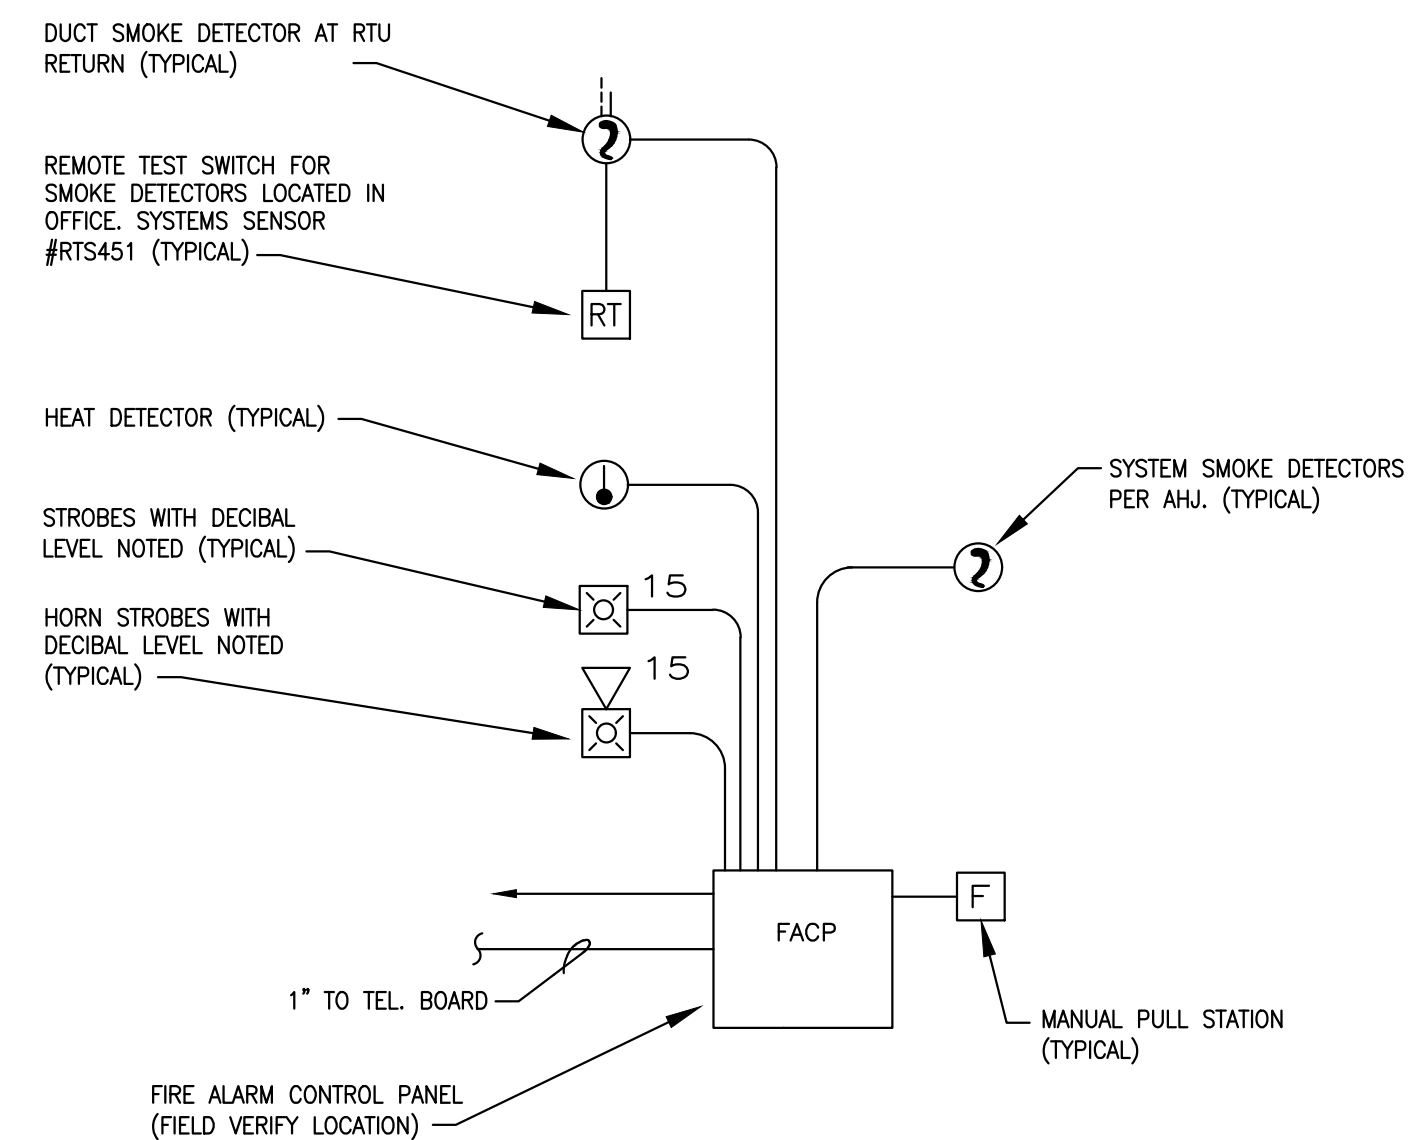 DUCT SMOKE DETECTOR AT RTU
RETURN (TYPICAL)
REMOTE TEST SWITCH FOR
SMOKE DETECTORS LOCATED IN
OFFICE. SYSTEMS SENSOR
#RTS451 (TYPICAL)
RT
HEAT DETECTOR (TYPICAL)
SYSTEM SMOKE DETECTORS
PER AHJ. (TYPICAL)
STROBES WITH DECIBAL
LEVEL NOTED (TYPICAL)
15
HORN STROBES WITH
DECIBAL LEVEL NOTED
(TYPICAL)
15
F
FACP
1" TO TEL. BOARD
MANUAL PULL STATION
(TYPICAL)
FIRE ALARM CONTROL PANEL
(FIELD VERIFY LOCATION)